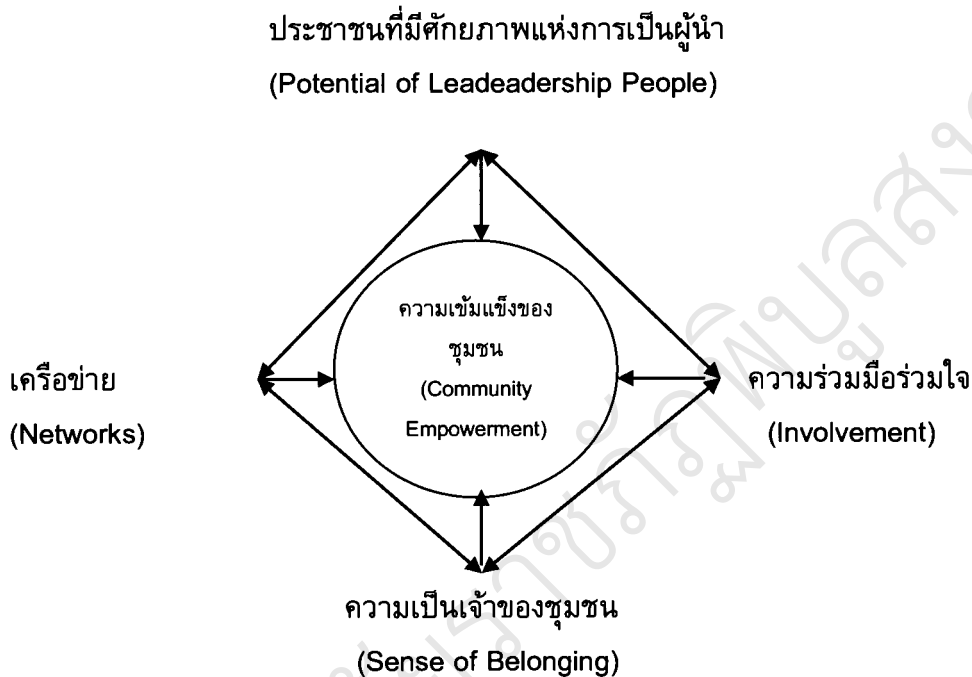 ประชาชนที่มีศักยภาพแห่งการเป็นผู้นำ
(Potential of Leadeadership People)
ความเข้มแข็งของ
ชุมชน
(Community
Empowerment)
เครือข่าย
(Networks)
ความร่วมมือร่วมใจ
(Involvement)
ความเป็นเจ้าของชุมชน
(Sense of Belonging)